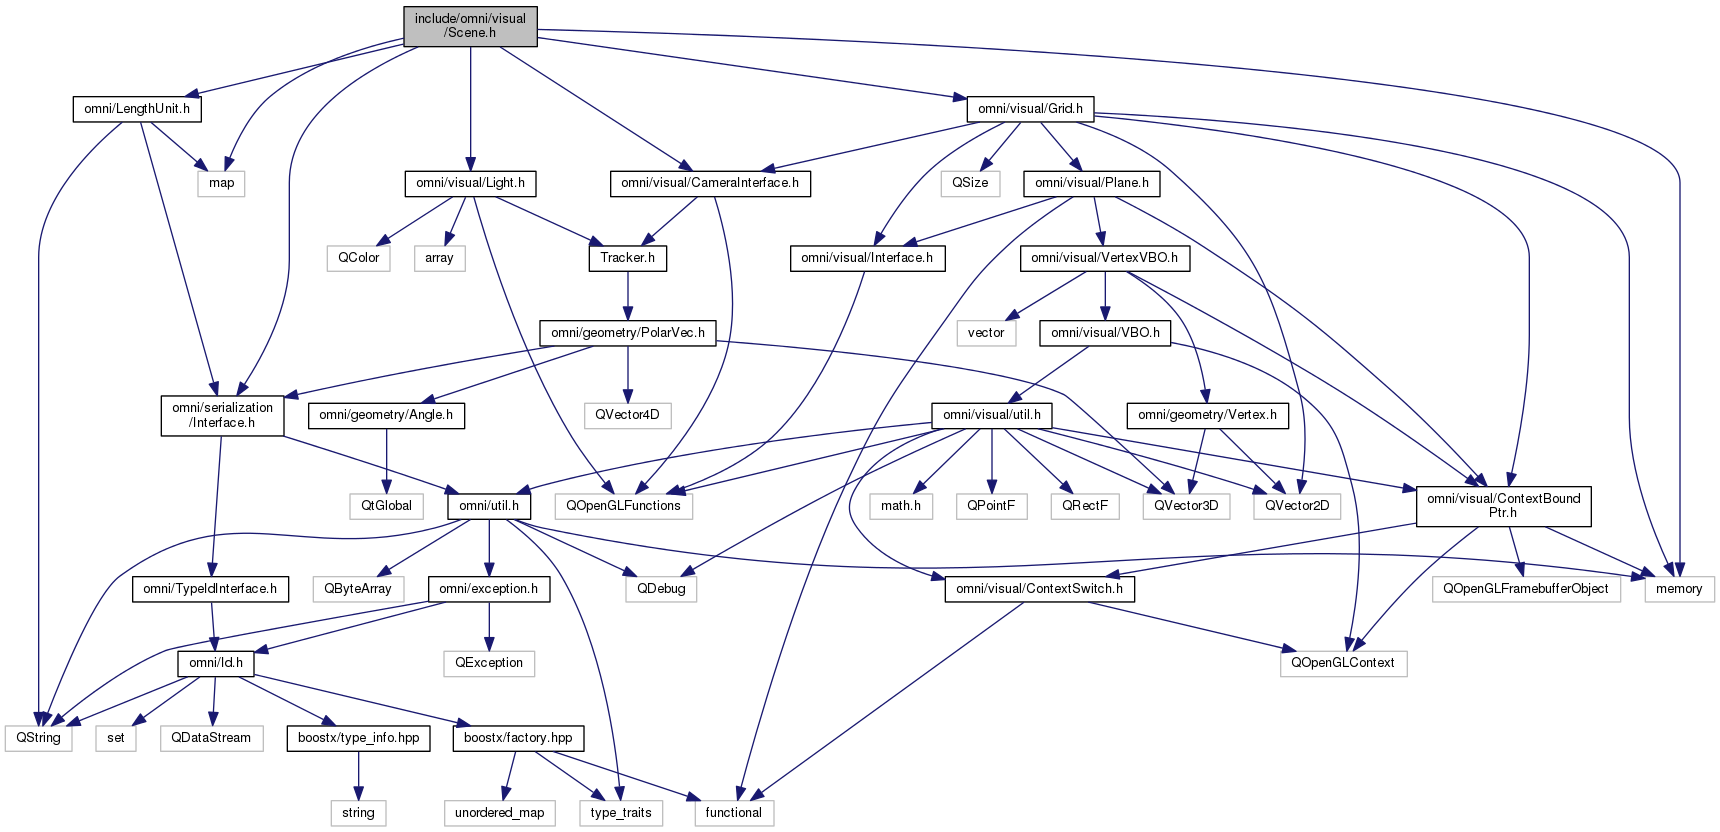 include/omni/visual
/Scene.h
omni/LengthUnit.h
omni/visual/Grid.h
map
omni/visual/Light.h
omni/visual/CameraInterface.h
QSize
omni/visual/Plane.h
QColor
array
Tracker.h
omni/visual/Interface.h
omni/visual/VertexVBO.h
omni/geometry/PolarVec.h
vector
omni/visual/VBO.h
omni/serialization
/Interface.h
omni/geometry/Angle.h
QVector4D
omni/visual/util.h
omni/geometry/Vertex.h
QtGlobal
omni/util.h
QOpenGLFunctions
math.h
QPointF
QRectF
QVector3D
QVector2D
omni/visual/ContextBound
Ptr.h
omni/TypeIdInterface.h
QByteArray
omni/exception.h
QDebug
omni/visual/ContextSwitch.h
QOpenGLFramebufferObject
memory
omni/Id.h
QException
QOpenGLContext
QString
set
QDataStream
boostx/type_info.hpp
boostx/factory.hpp
string
unordered_map
type_traits
functional